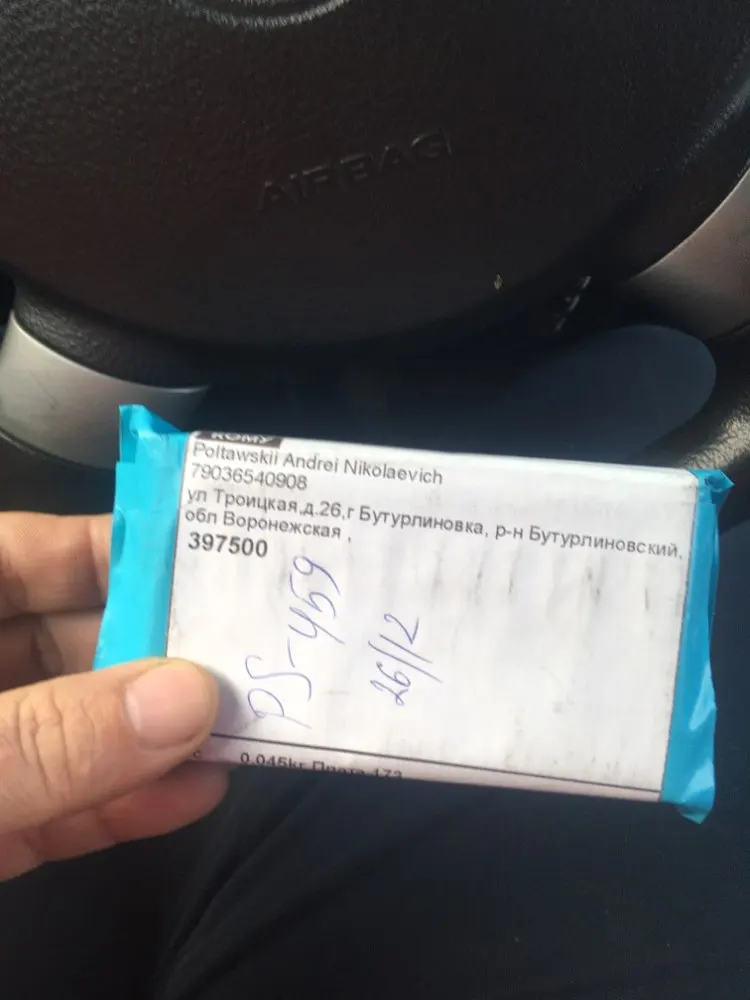 AIRBAG
КОМУ
Poltawskii Andrei Nikolaevich
79036540908
ул Троицкая,д.26,г Бутурлиновка, р-н Бутурлиновский,
обл Воронежская ,
397500
PS-459
26/12
0.045кг Плата 173